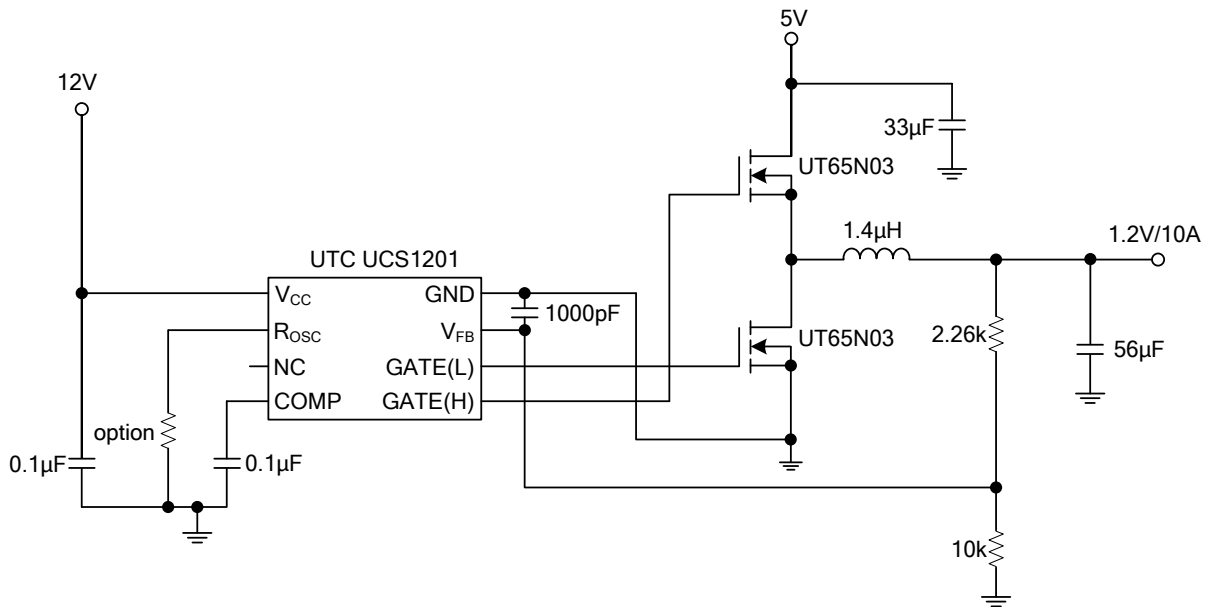 5V
12V
33µF
UT65N03
1.4µH
1.2V/10A
UTC UCS1201
VCC
GND
1000pF
ROSC
VFB
UT65N03
2.26k
56µF
NC
GATE(L)
COMP
GATE(H)
option
0.1µF
0.1µF
10k